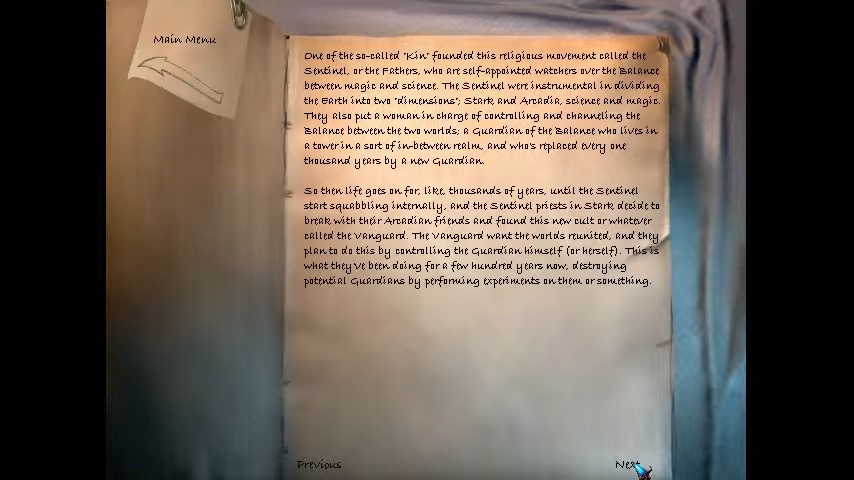 Main Menu
One of the so-called "Kin" founded this religious movement called the
Sentinel, or the Fathers, who are self-appointed watchers over the Balance
between magic and science. The Sentinel were instrumental in dividing
the Earth into two "dimensions"; Stark and Arcadia, science and magic.
They also put a woman in charge of controlling and channeling the
Balance between the two worlds; a Guardian of the Balance who lives in
a tower in a sort of in-between realm, and who's replaced every one
thousand years by a new Guardian.
So then life goes on for, like, thousands of years, until the Sentinel
start squabbling internally, and the Sentinel priests in Stark decide to
break with their Arcadian friends and found this new cult or whatever
called the Vanguard. The Vanguard want the worlds reunited, and they
plan to do this by controlling the Guardian himself (or herself). This is
what they've been doing for a few hundred years now, destroying
potential Guardians by performing experiments on them or something.
Previous
Next